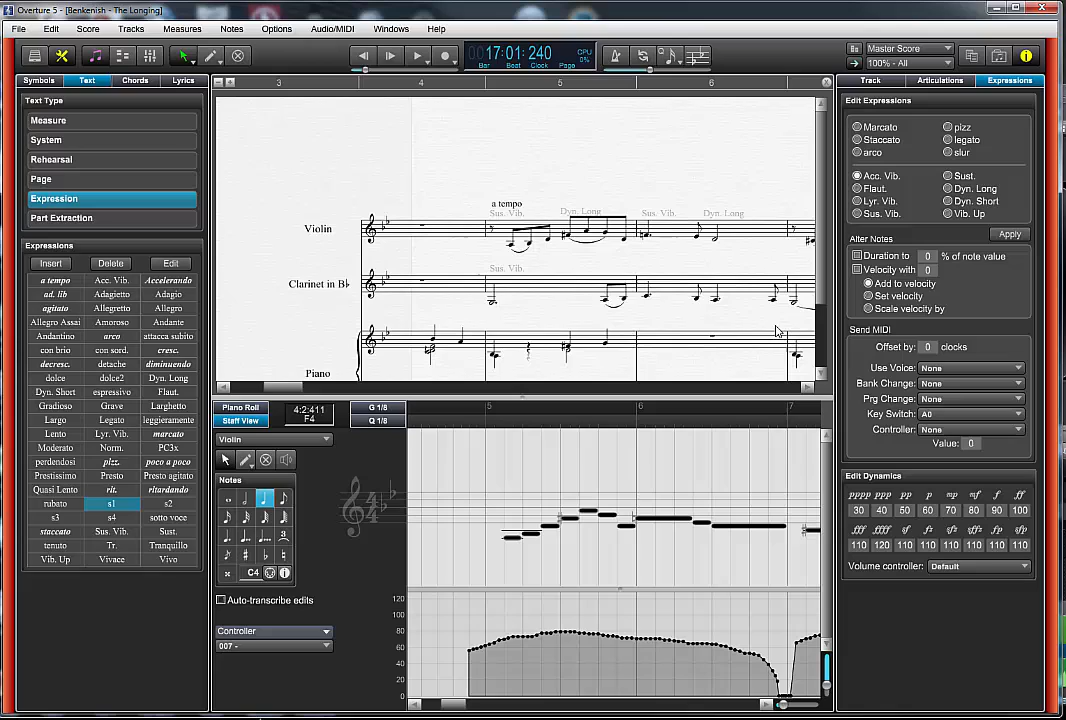 Overture 5 - [Benkenish - The Longing]
File Edit Score Tracks Measures Notes Options Audio/MIDI Windows Help
17:01:240 CPU 0%
Bar Beat Clock Page
Master Score
100% - All
Symbols Text Chords Lyrics
Text Type
Measure
System
Rehearsal
Page
Expression
Part Extraction
Expressions
Insert Delete Edit
a tempo Acc. Vib. Accelerando
ad. lib Adagietto Adagio
agitato Allegretto Allegro
Allegro Assai Amoroso Andante
Andantino arco attacca subito
con brio con sord. cresc.
decresc. detache diminuendo
dolce dolce2 Dyn. Long
Dyn. Short espressivo Flaut.
Gradioso Grave Larghetto
Largo Legato leggieramente
Lento Lyr. Vib. marcato
Moderato Norm. PC3x
perdendosi pizz. poco a poco
Prestissimo Presto Presto agitato
Quasi Lento rit. ritardando
rubato s1 s2
s3 s4 sotto voce
staccato Sus. Vib. Sust.
tenuto Tr. Tranquillo
Vib. Up Vivace Vivo
3 4 5 6
a tempo
Sus. Vib. Dyn. Long Sus. Vib. Dyn. Long
Violin
Sus. Vib.
Clarinet in B♭
Piano
Piano Roll
Staff View
4:2:411
F4
G 1/8
Q 1/8
5 6 7
Violin
Notes
C4
Auto-transcribe edits
Controller
007 -
120
100
80
60
40
20
0
Track Articulations Expressions
Edit Expressions
Marcato pizz
Staccato legato
arco slur
Acc. Vib. Sust.
Flaut. Dyn. Long
Lyr. Vib. Dyn. Short
Sus. Vib. Vib. Up
Apply
Alter Notes
Duration to 0 % of note value
Velocity with 0
Add to velocity
Set velocity
Scale velocity by
Send MIDI
Offset by: 0 clocks
Use Voice: None
Bank Change: None
Prg Change: None
Key Switch: A0
Controller: None
Value: 0
Edit Dynamics
pppp ppp pp p mp mf f ff
30 40 50 60 70 80 90 100
fff ffff sf sfz sffz fp sfp
110 120 110 110 110 110 110
Volume controller: Default